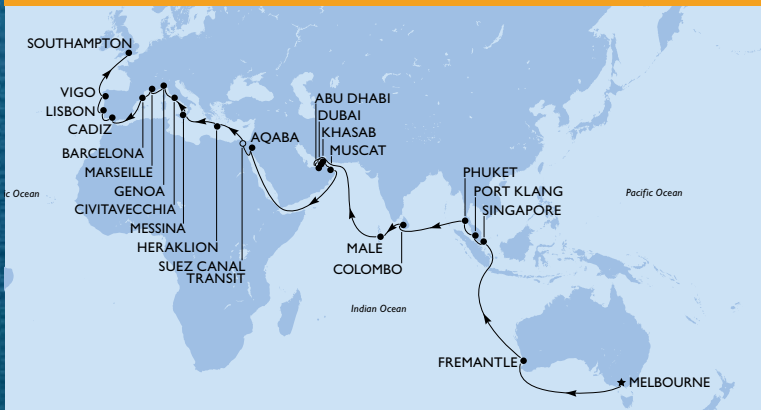 SOUTHAMPTON
VIGO
LISBON
CADIZ
BARCELONA
MARSEILLE
GENOA
CIVITAVECCHIA
MESSINA
HERAKLION
SUEZ CANAL
TRANSIT
AQABA
ABU DHABI
DUBAI
KHASAB
MUSCAT
MALE
COLOMBO
PHUKET
PORT KLANG
SINGAPORE
FREMANTLE
MELBOURNE
ic Ocean
Indian Ocean
Pacific Ocean